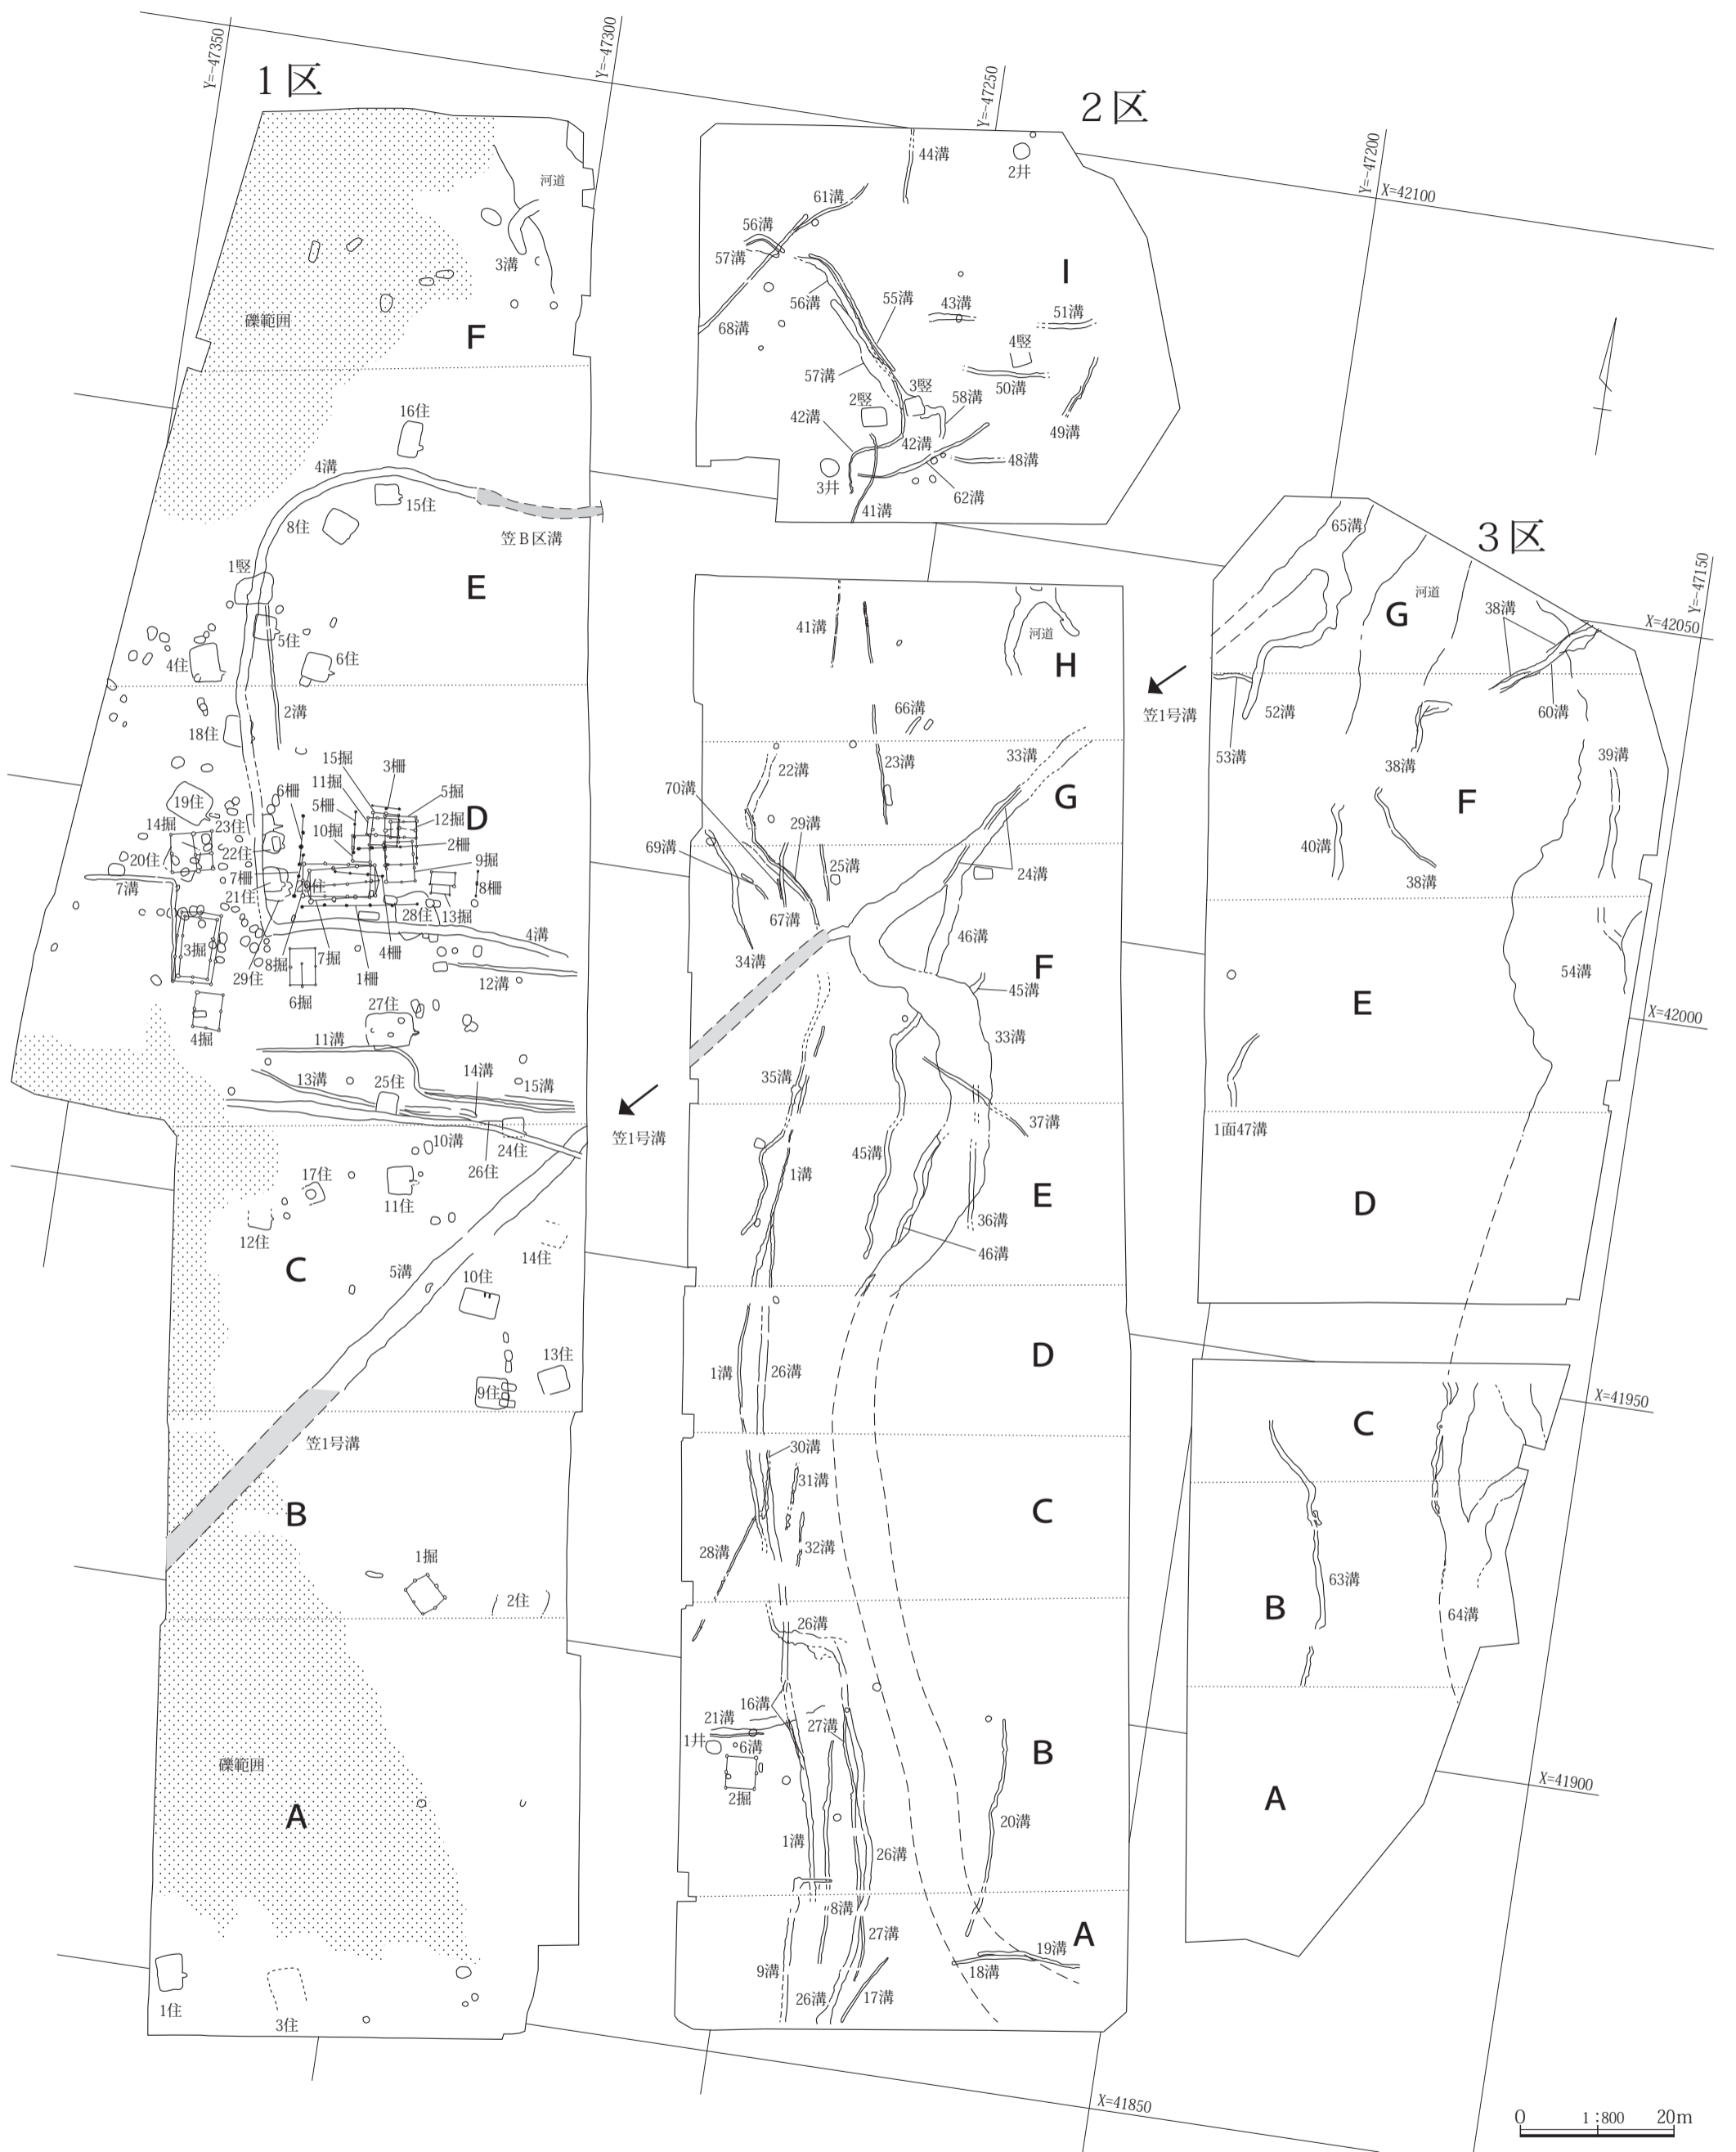 Y=-47350
Y=-47300
Y=-47250
Y=-47200
Y=-47150
X=42100
X=42050
X=42000
X=41950
X=41900
X=41850
1区
河道
3溝
礫範囲
F
16住
4溝
15住
8住
笠B区溝
1竪
E
5住
4住
6住
2溝
18住
15掘
3柵
11掘
6柵
5柵
5掘
D
19住
12掘
14掘
23住
10掘
2柵
20住
22住
9掘
7柵
8柵
7溝
21住
28住
13掘
3掘
4溝
29住
8掘
7掘
4柵
1柵
12溝
6掘
27住
4掘
11溝
13溝
25住
14溝
15溝
10溝
24住
26住
笠1号溝
17住
11住
12住
14住
C
5溝
10住
13住
9住
笠1号溝
B
1掘
2住
礫範囲
A
1住
3住
2区
44溝
2井
61溝
56溝
57溝
I
56溝
55溝
43溝
51溝
68溝
4竪
57溝
50溝
3竪
2竪
58溝
42溝
49溝
42溝
48溝
3井
62溝
41溝
41溝
河道
H
66溝
33溝
22溝
23溝
70溝
G
29溝
69溝
25溝
24溝
67溝
46溝
34溝
F
45溝
33溝
35溝
37溝
45溝
1溝
E
36溝
46溝
D
1溝
26溝
30溝
31溝
C
28溝
32溝
26溝
16溝
21溝
27溝
1井
6溝
B
2掘
20溝
1溝
26溝
8溝
27溝
A
19溝
9溝
18溝
26溝
17溝
3区
65溝
河道
G
38溝
笠1号溝
52溝
60溝
53溝
38溝
39溝
F
40溝
38溝
54溝
E
1面47溝
D
C
63溝
B
64溝
A
0 1:800 20m